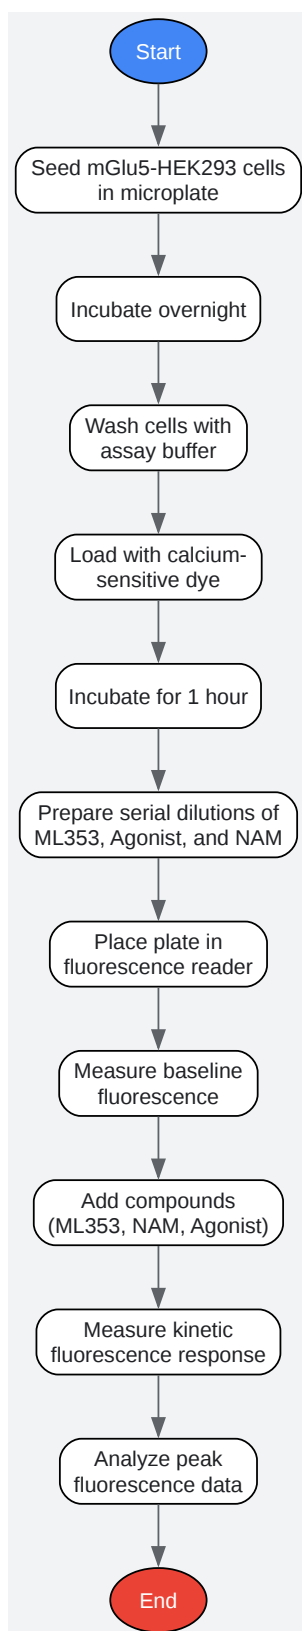 Start
Seed mGlu5-HEK293 cells
in microplate
Incubate overnight
Wash cells with
assay buffer
Load with calcium-
sensitive dye
Incubate for 1 hour
Prepare serial dilutions of
ML353, Agonist, and NAM
Place plate in
fluorescence reader
Measure baseline
fluorescence
Add compounds
(ML353, NAM, Agonist)
Measure kinetic
fluorescence response
Analyze peak
fluorescence data
End